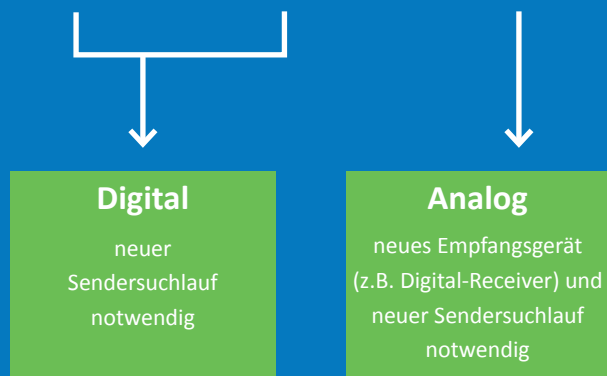 Digital
neuer
Sendersuchlauf
notwendig
Analog
neues Empfangsgerät
(z.B. Digital-Receiver) und
neuer Sendersuchlauf
notwendig